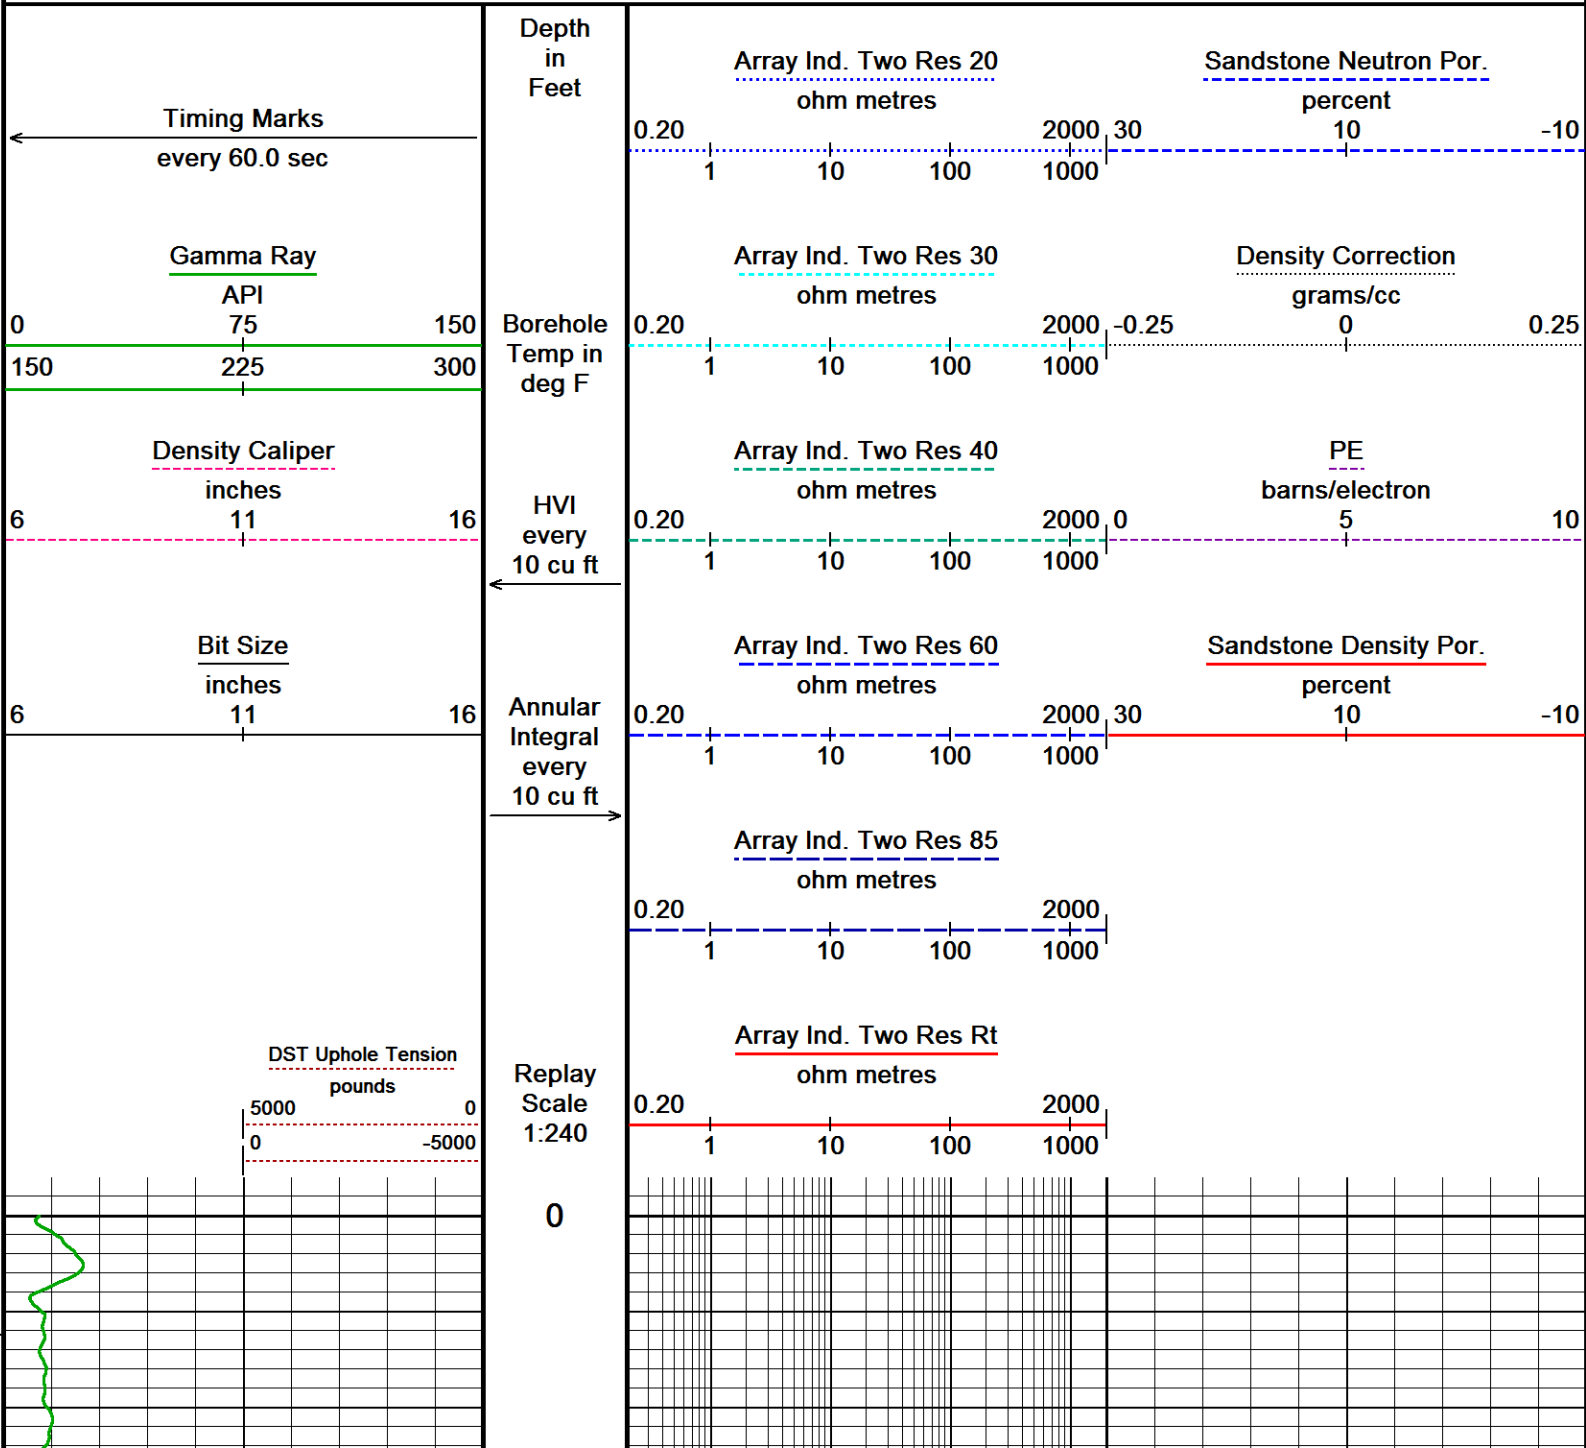 Timing Marks
every 60.0 sec
Gamma Ray
API
0 75 150
150 225 300
Density Caliper
inches
6 11 16
Bit Size
inches
6 11 16
DST Uphole Tension
pounds
5000 0
0 -5000
Depth
in
Feet
Borehole
Temp in
deg F
HVI
every
10 cu ft
Annular
Integral
every
10 cu ft
Replay
Scale
1:240
0
Array Ind. Two Res 20
ohm metres
0.20 2000
1 10 100 1000
Array Ind. Two Res 30
ohm metres
0.20 2000
1 10 100 1000
Array Ind. Two Res 40
ohm metres
0.20 2000
1 10 100 1000
Array Ind. Two Res 60
ohm metres
0.20 2000
1 10 100 1000
Array Ind. Two Res 85
ohm metres
0.20 2000
1 10 100 1000
Array Ind. Two Res Rt
ohm metres
0.20 2000
1 10 100 1000
Sandstone Neutron Por.
percent
30 10 -10
Density Correction
grams/cc
-0.25 0 0.25
PE
barns/electron
0 5 10
Sandstone Density Por.
percent
30 10 -10